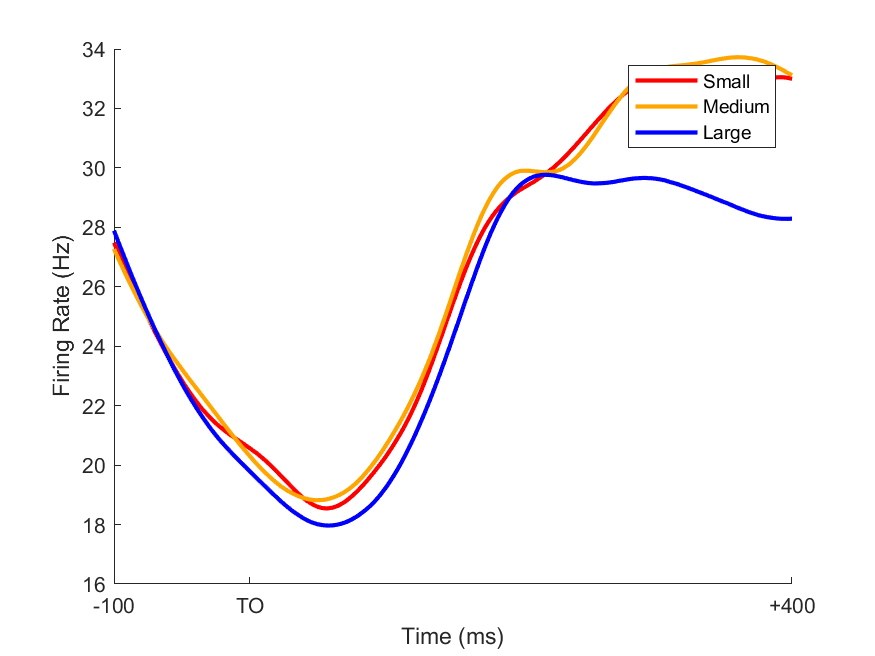 34
32
30
28
26
24
22
20
18
16
Firing Rate (Hz)
Small
Medium
Large
-100 TO +400
Time (ms)